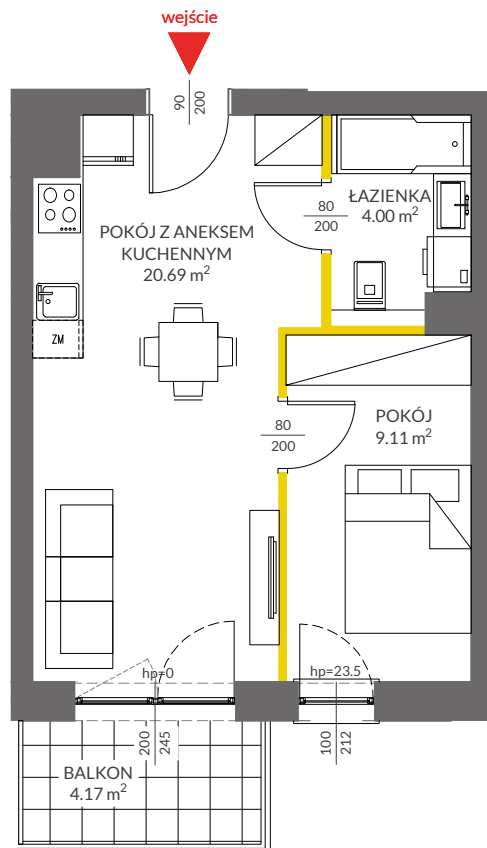 wejście
90
200
ŁAZIENKA
4.00 m²
80
200
POKÓJ Z ANEKSEM
KUCHENNYM
20.69 m²
ZM
POKÓJ
9.11 m²
80
200
hp=0
hp=23.5
200
245
100
212
BALKON
4.17 m²